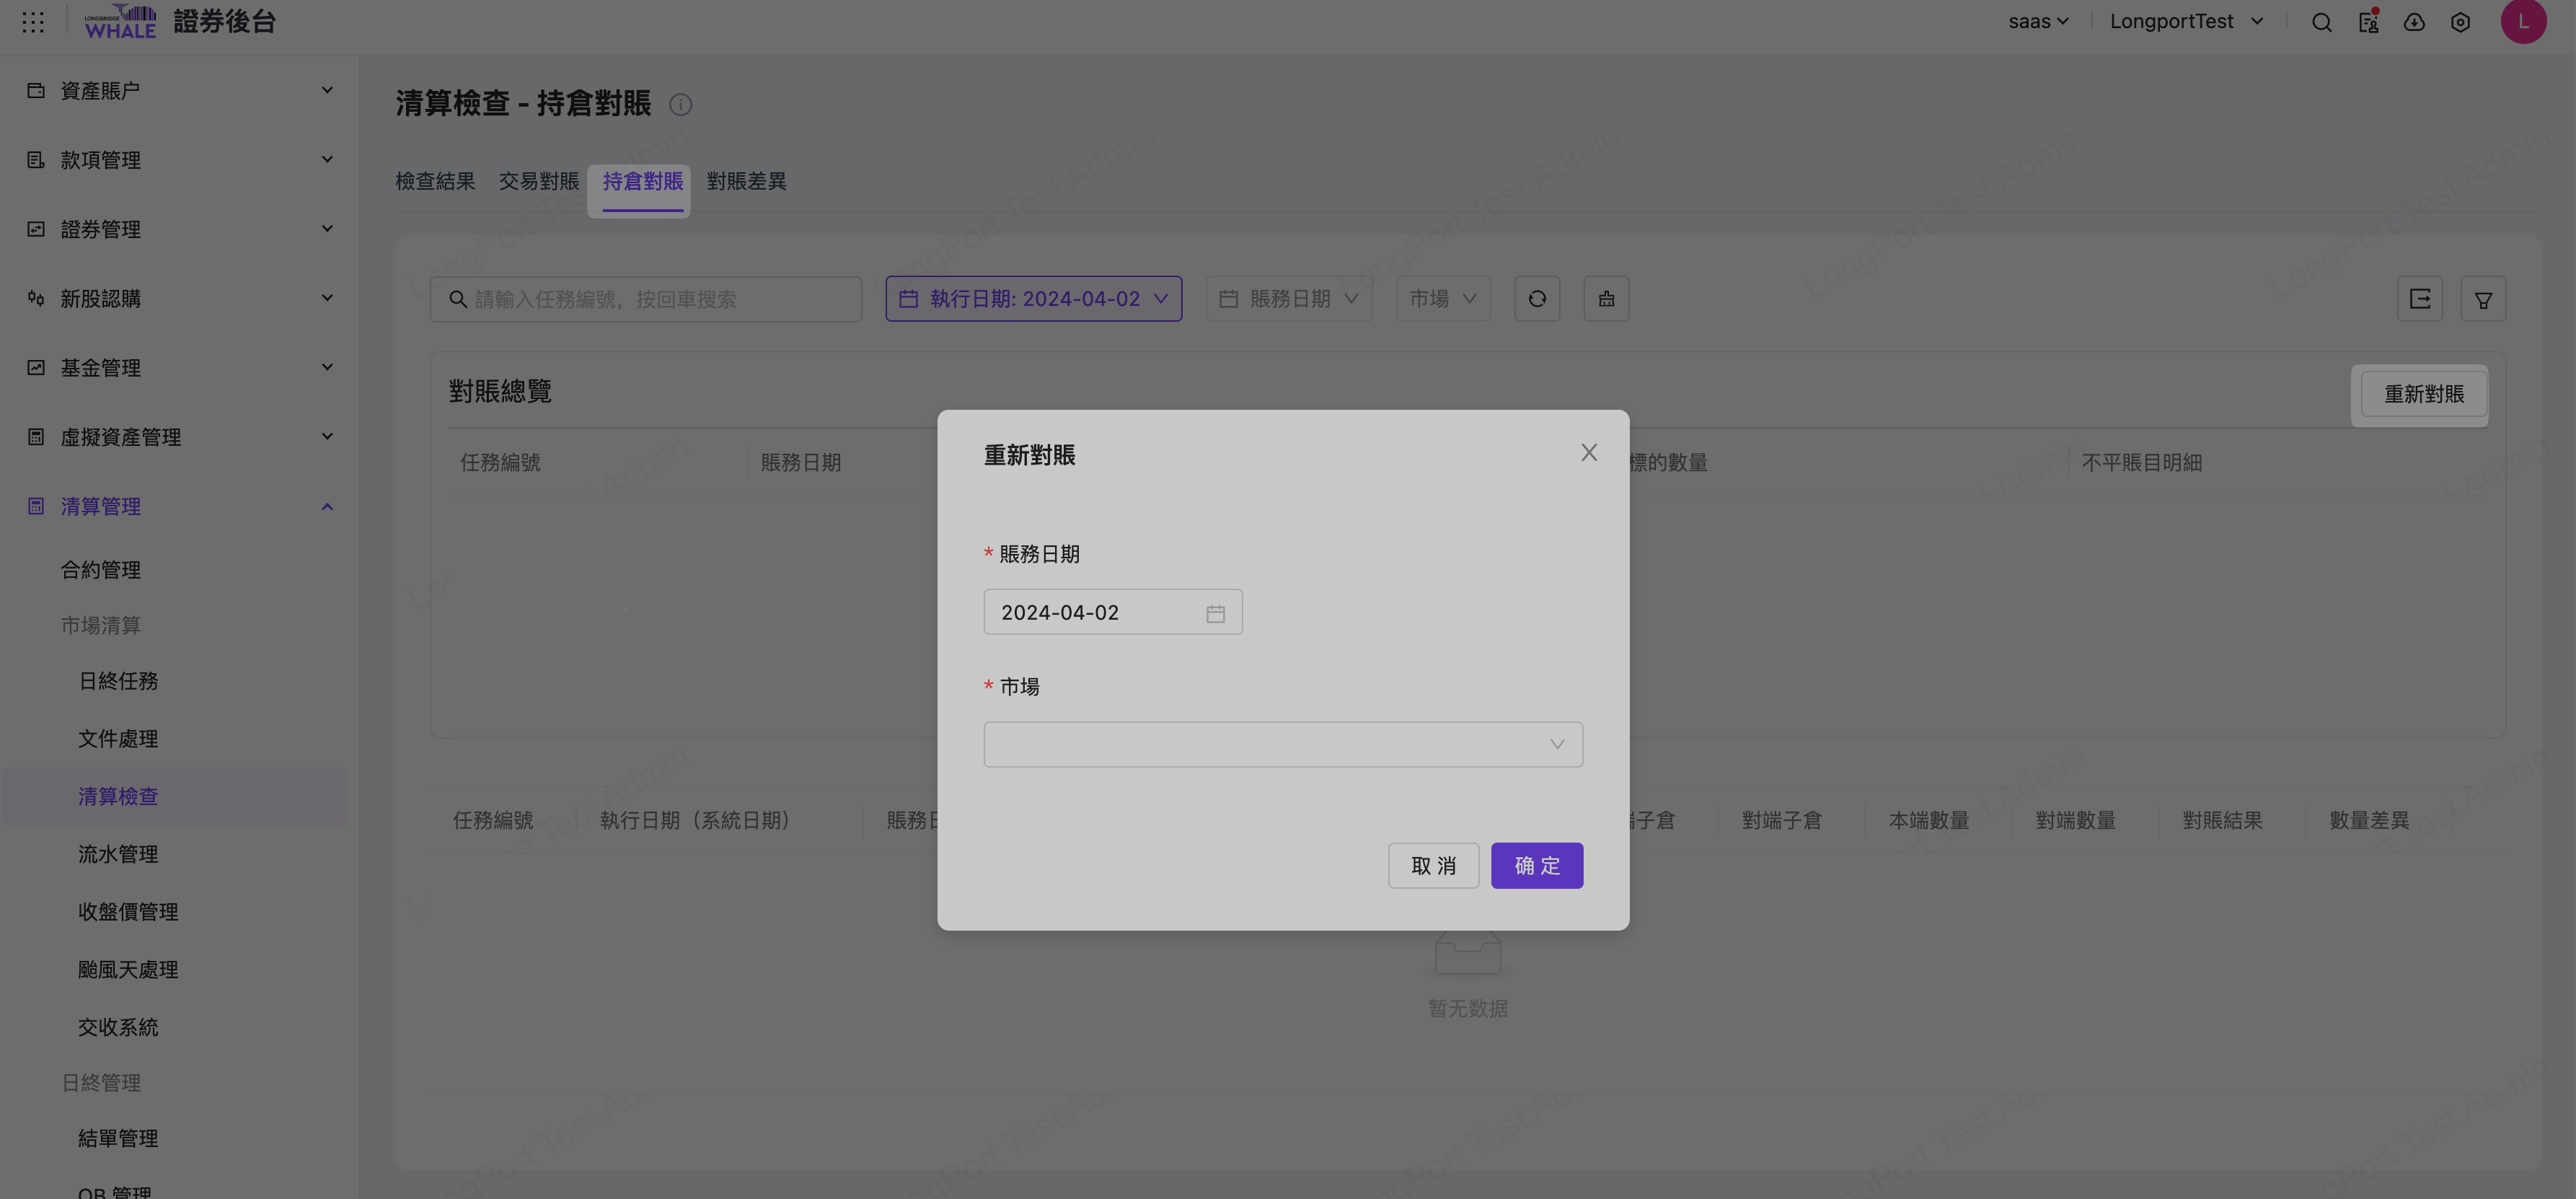 LONGBRIDGE
WHALE
證券後台
saas
LongportTest
L
資產賬户
款項管理
證券管理
新股認購
基金管理
虛擬資產管理
清算管理
合約管理
市場清算
日終任務
文件處理
清算檢查
流水管理
收盤價管理
颱風天處理
交收系統
日終管理
結單管理
OB 管理
清算檢查 - 持倉對賬
檢查結果 交易對賬 持倉對賬 對賬差異
請輸入任務編號，按回車搜索
執行日期: 2024-04-02
賬務日期
市場
對賬總覽
重新對賬
任務編號 賬務日期 標的數量 不平賬目明細
重新對賬
* 賬務日期
2024-04-02
* 市場
取 消 确 定
任務編號 執行日期（系統日期） 賬務日 子倉 對端子倉 本端數量 對端數量 對賬結果 數量差異
暂无数据
LongPort Test Admin